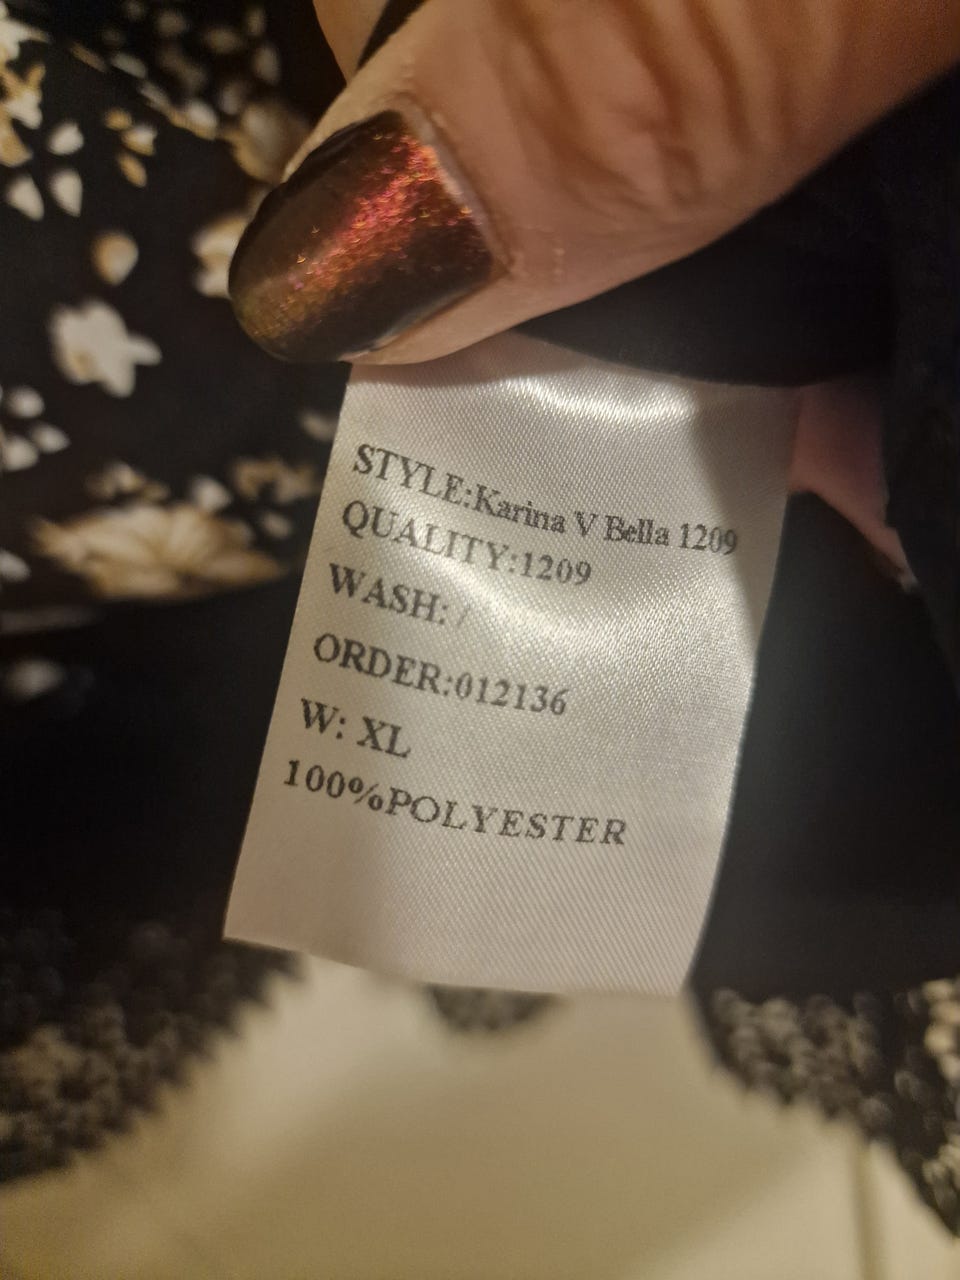 STYLE:Karina V Bella 1209
QUALITY:1209
WASH: /
ORDER:012136
W: XL
100%POLYESTER